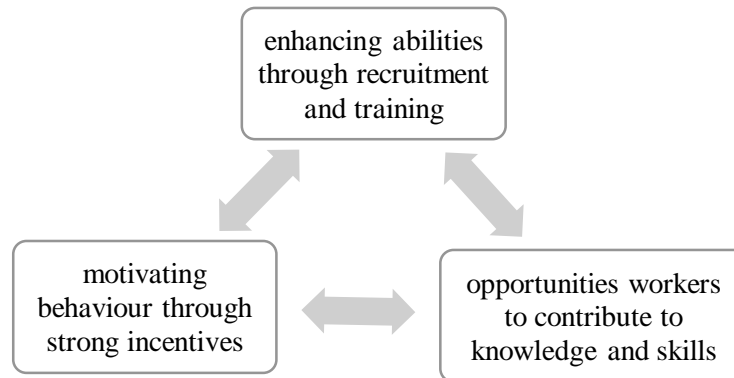 enhancing abilities
through recruitment
and training
motivating
behaviour through
strong incentives
opportunities workers
to contribute to
knowledge and skills